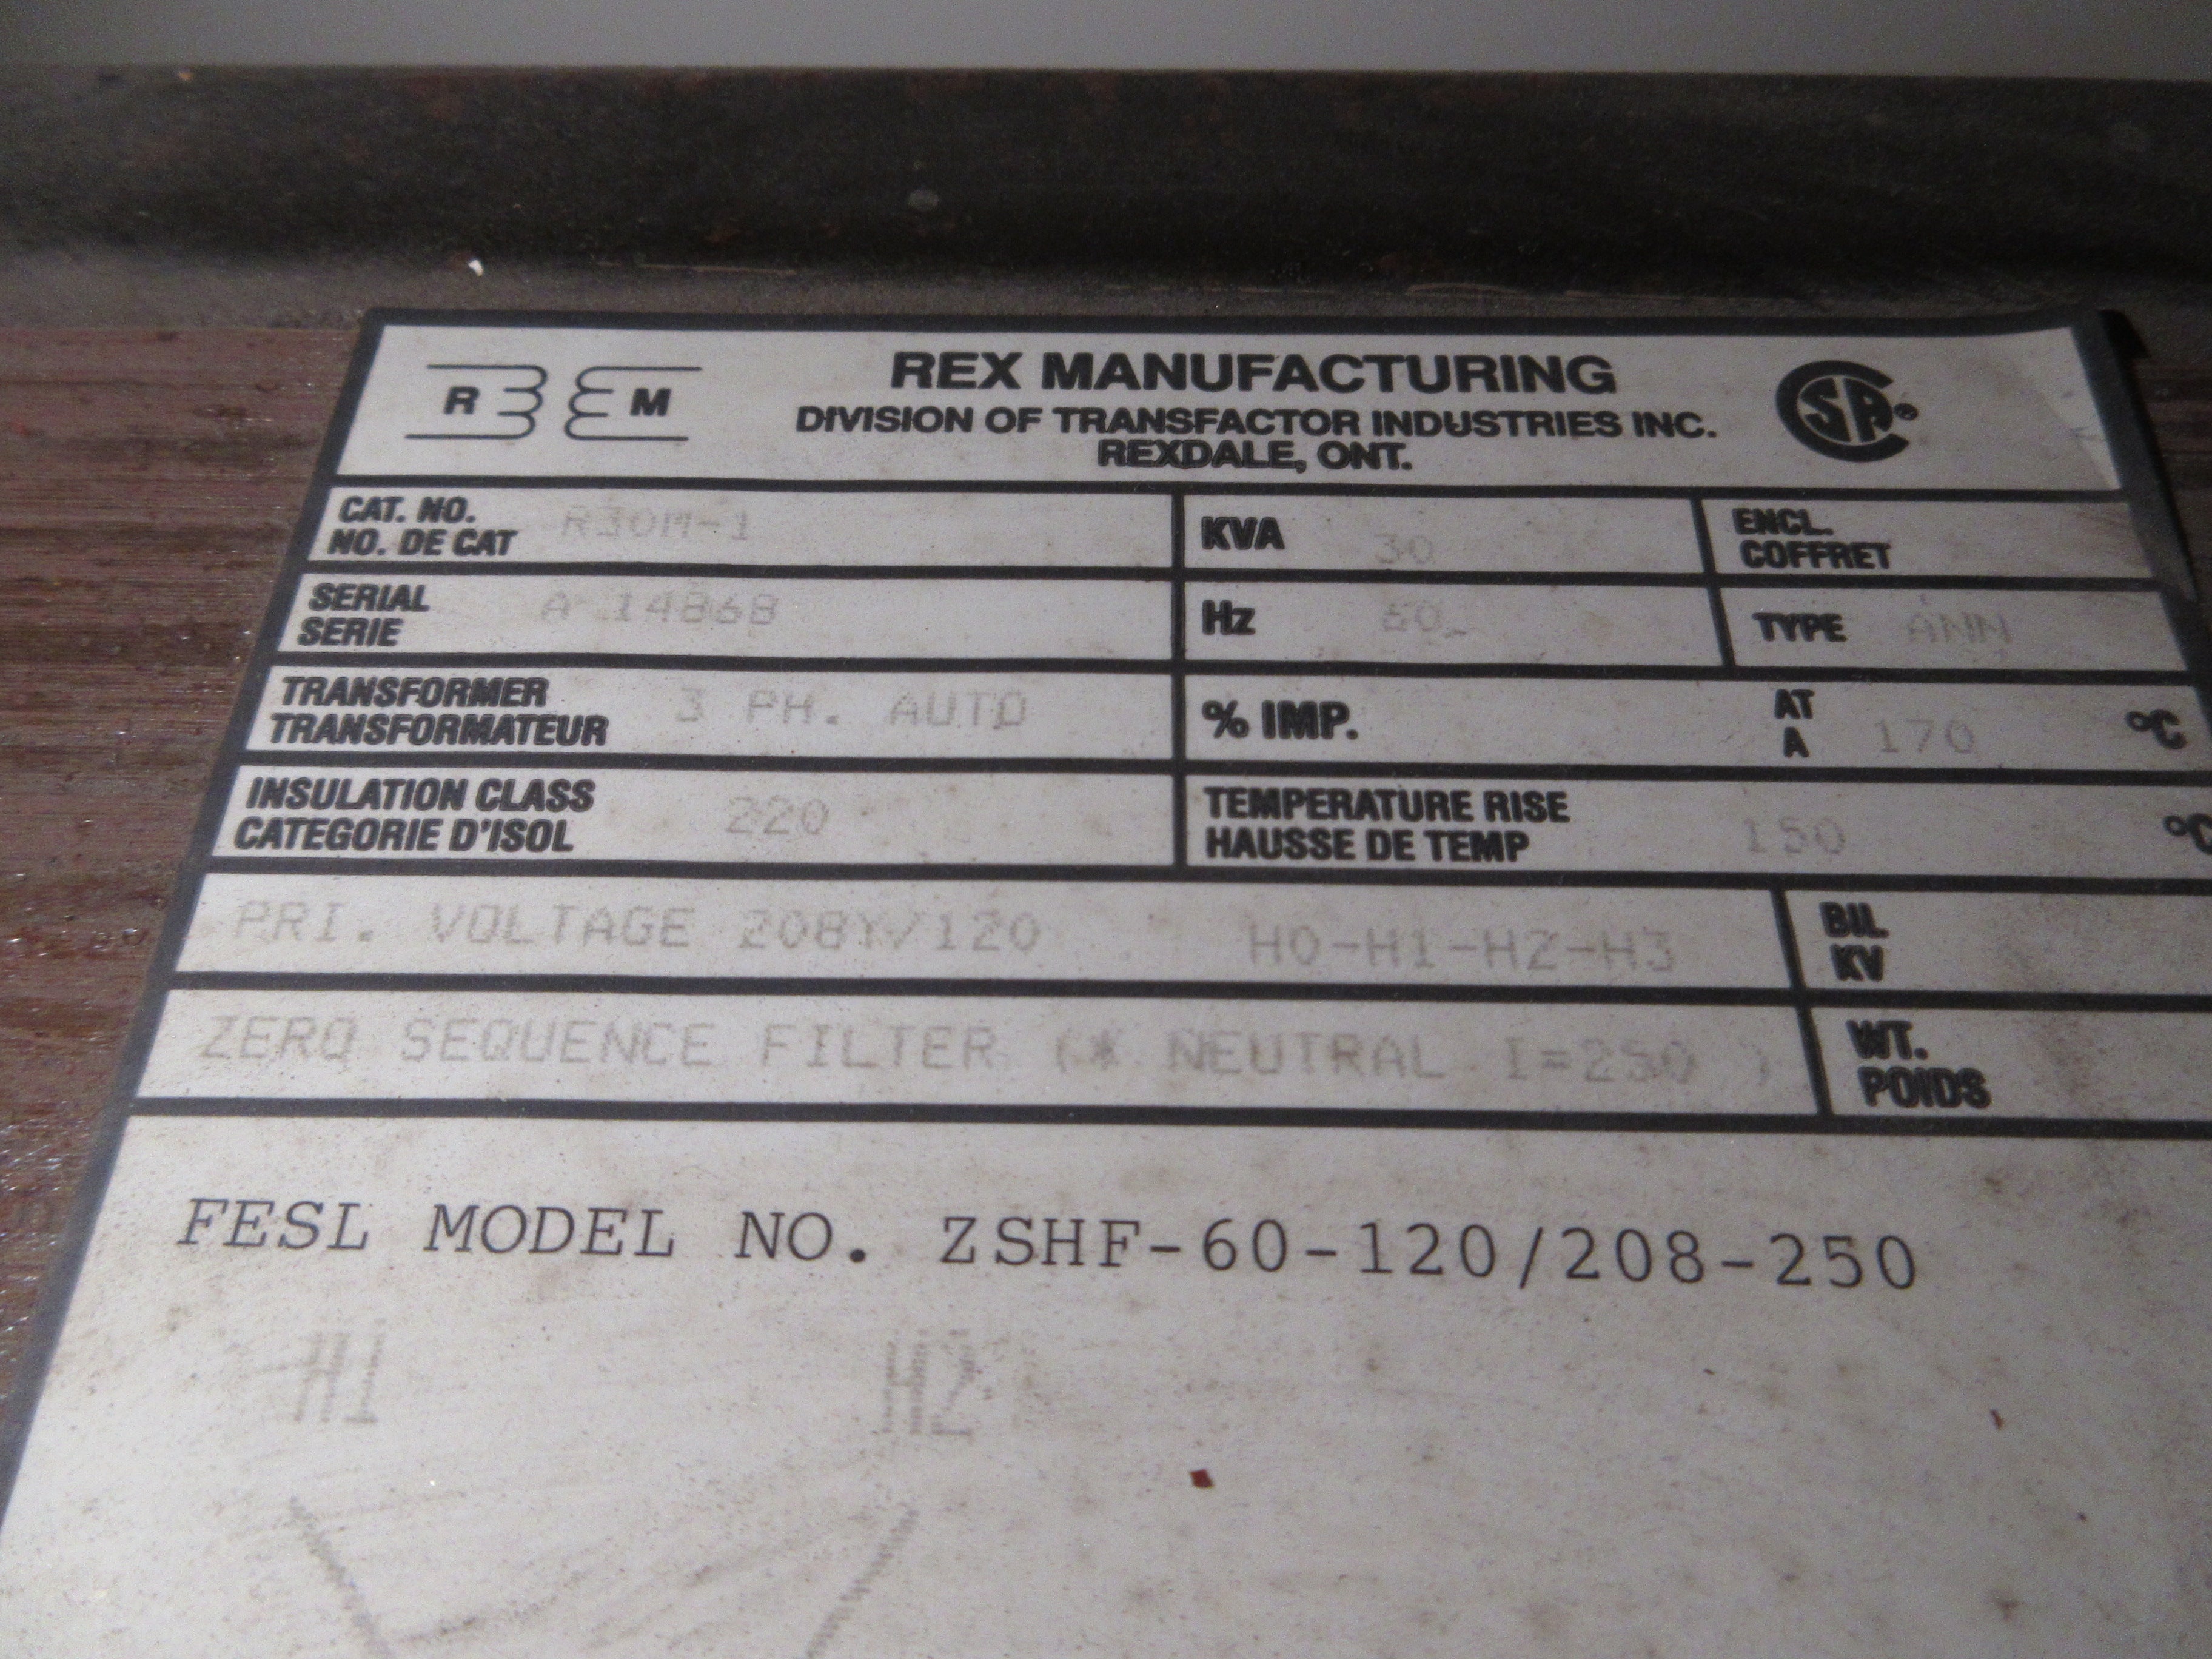 R M
REX MANUFACTURING
DIVISION OF TRANSFACTOR INDUSTRIES INC.
REXDALE, ONT.
CSA®
CAT. NO.
NO. DE CAT R30M-1
KVA 30
ENCL.
COFFRET
SERIAL
SERIE A 14868
Hz 60
TYPE ANN
TRANSFORMER
TRANSFORMATEUR 3 PH. AUTO
% IMP. AT
A 170 °C
INSULATION CLASS
CATEGORIE D'ISOL 220
TEMPERATURE RISE
HAUSSE DE TEMP 150 °C
PRI. VOLTAGE 208Y/120 H0-H1-H2-H3
BIL
KV
ZERO SEQUENCE FILTER (* NEUTRAL I=250 )
WT.
POIDS
FESL MODEL NO. ZSHF-60-120/208-250
H1 H2